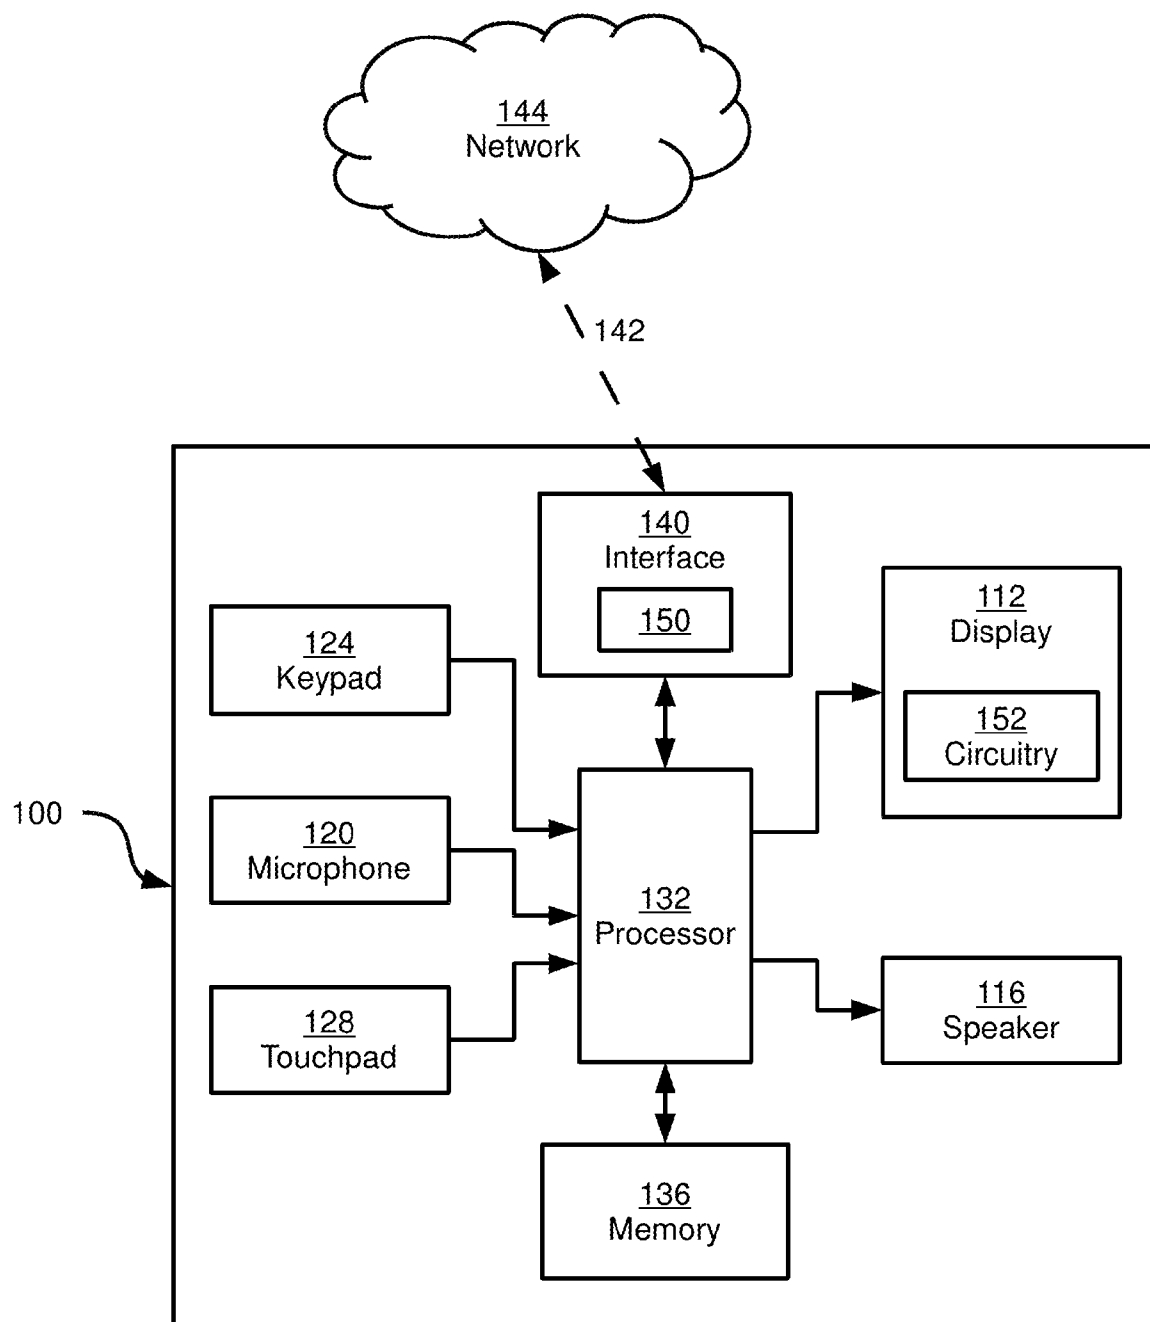 144
Network
142
140
Interface
150
112
Display
152
Circuitry
124
Keypad
100
120
Microphone
132
Processor
128
Touchpad
116
Speaker
136
Memory